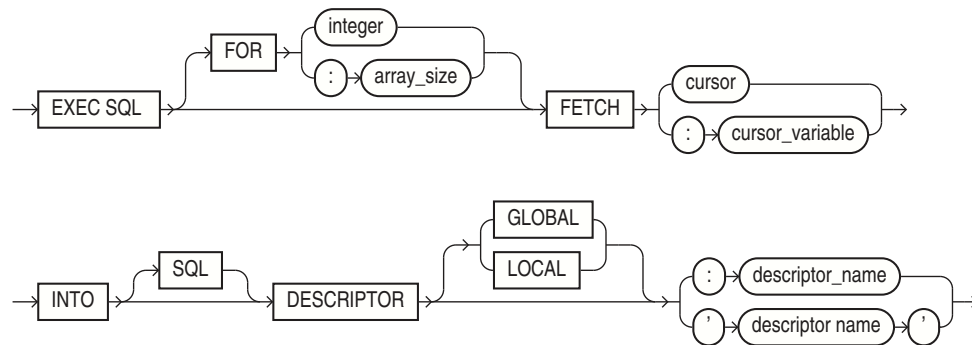 integer
FOR
: array_size
EXEC SQL
FETCH
cursor
: cursor_variable
GLOBAL
SQL
LOCAL
INTO
DESCRIPTOR
: descriptor_name
' descriptor name '